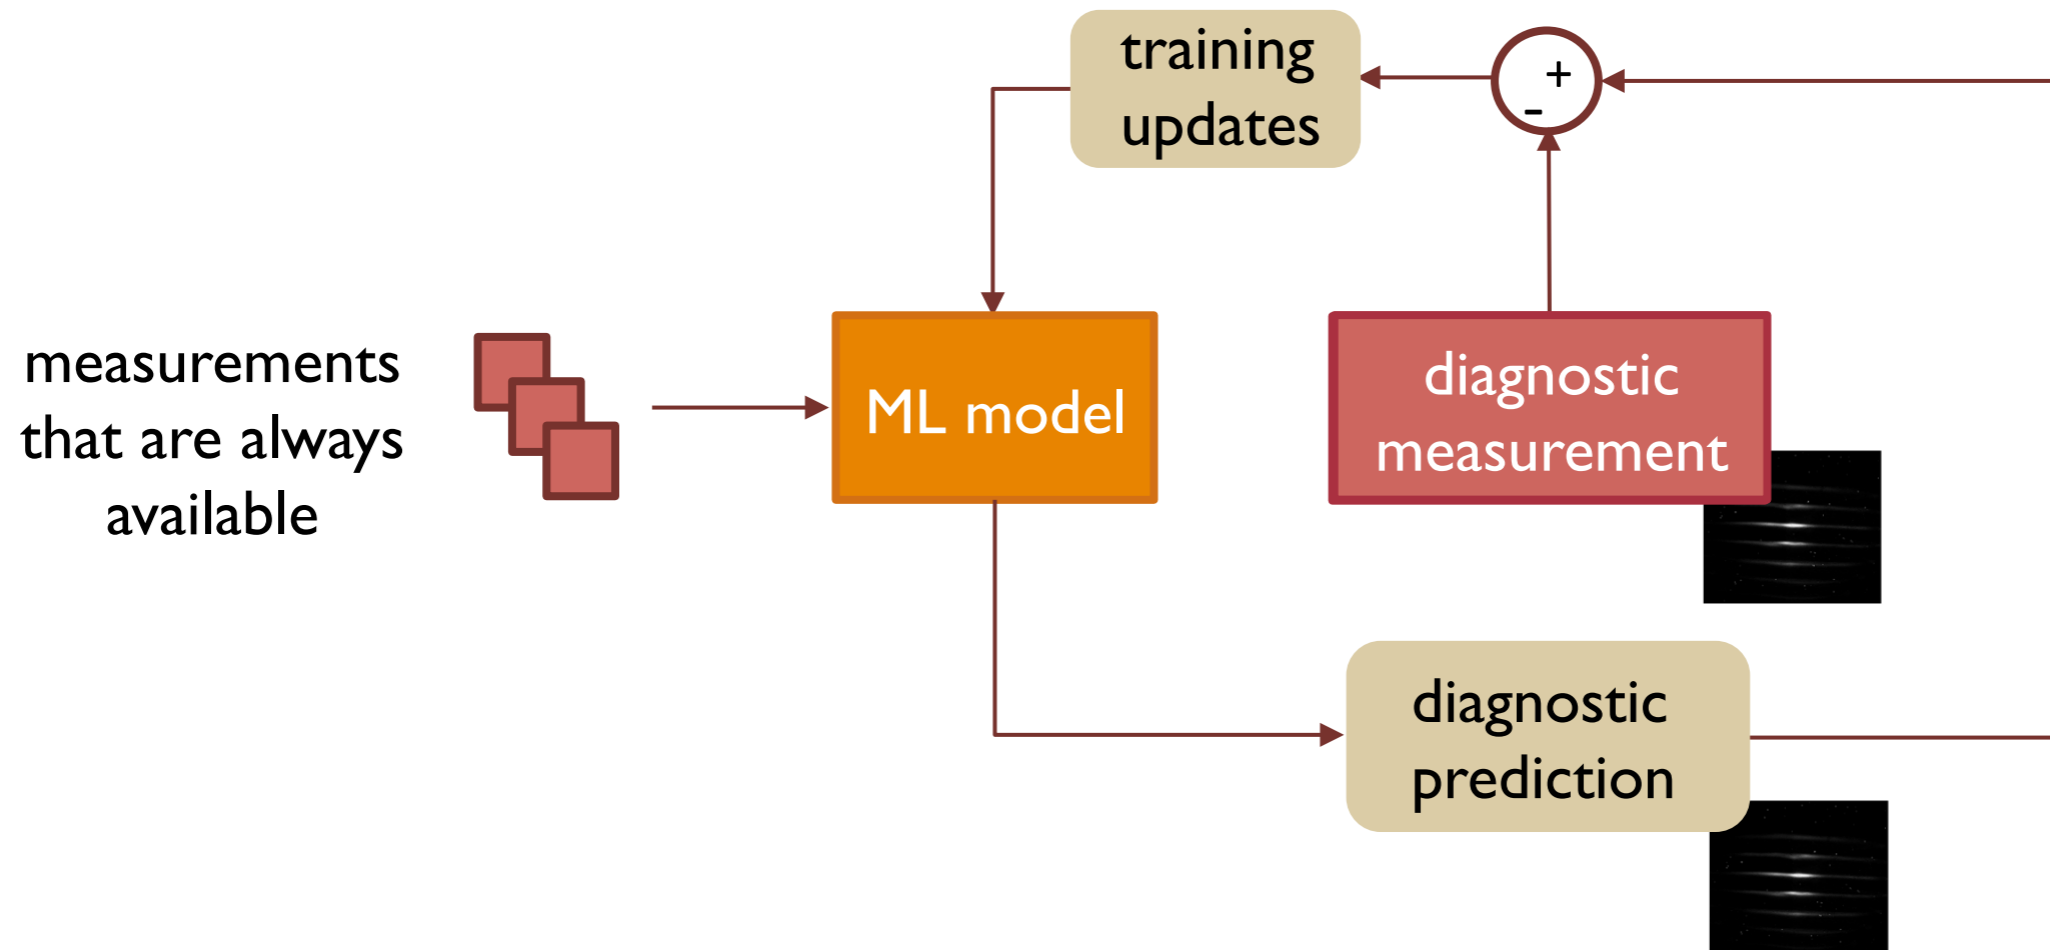 training
updates
+
-
measurements
that are always
available
ML model
diagnostic
measurement
diagnostic
prediction